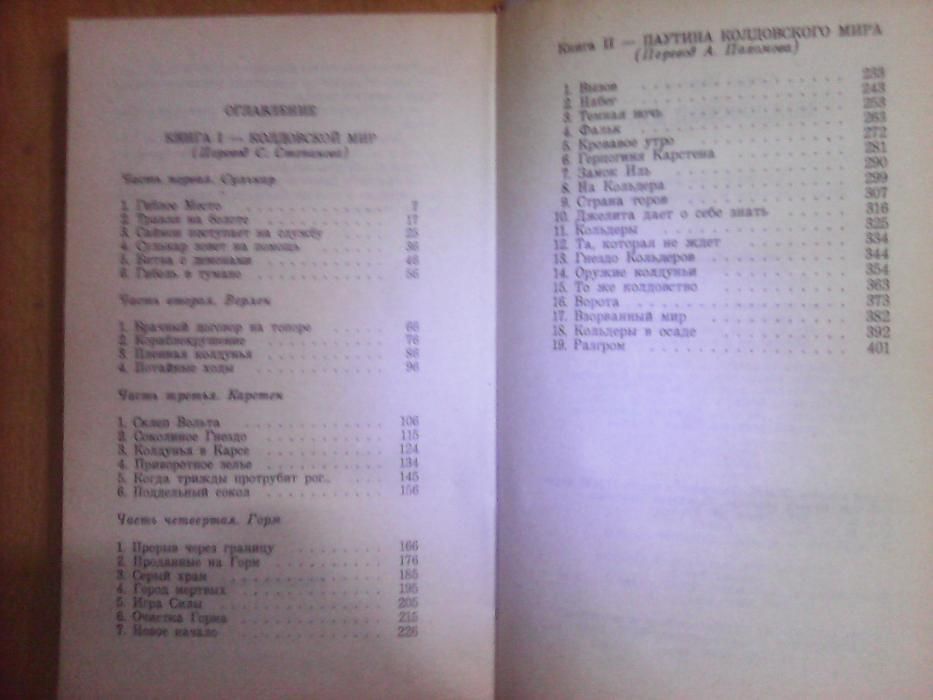 ОГЛАВЛЕНИЕ
КНИГА I — КОЛДОВСКОЙ МИР
(Перевод С. Степанова)
Часть первая. Сулькар
1. Гиблое Место 7
2. Травля на болоте 17
3. Саймон поступает на службу 25
4. Сулькар зовет на помощь 36
5. Битва с демонами 46
6. Гибель в тумане 56
Часть вторая. Верлен
1. Брачный договор на топоре 66
2. Кораблекрушение 76
3. Пленная колдунья 86
4. Потайные ходы 96
Часть третья. Карстен
1. Склеп Вольта 106
2. Соколиное Гнездо 115
3. Колдунья в Карсе 124
4. Приворотное зелье 134
5. Когда трижды протрубит рог.. 145
6. Поддельный сокол 156
Часть четвертая. Горм
1. Прорыв через границу 166
2. Проданные на Горм 176
3. Серый храм 185
4. Город мертвых 195
5. Игра Силы 205
6. Очистка Горма 215
7. Новое начало 226
Книга II — ПАУТИНА КОЛДОВСКОГО МИРА
(Перевод А. Паломова)
1. Вызов 233
2. Набег 243
3. Темная ночь 253
4. Фальк 263
5. Кровавое утро 272
6. Герцогиня Карстена 281
7. Замок Иль 290
8. На Кольдера 299
9. Страна торов 307
10. Джелита дает о себе знать 316
11. Кольдеры 325
12. Та, которая не ждет 334
13. Гнездо Кольдеров 344
14. Оружие колдуньи 354
15. То же колдовство 363
16. Ворота 373
17. Взорванный мир 382
18. Кольдеры в осаде 392
19. Разгром 401